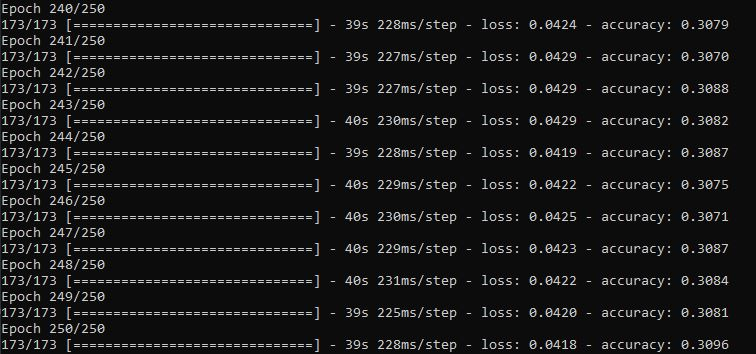 Epoch 240/250
173/173 [==============================] - 39s 228ms/step - loss: 0.0424 - accuracy: 0.3079
Epoch 241/250
173/173 [==============================] - 39s 227ms/step - loss: 0.0429 - accuracy: 0.3070
Epoch 242/250
173/173 [==============================] - 39s 227ms/step - loss: 0.0429 - accuracy: 0.3088
Epoch 243/250
173/173 [==============================] - 40s 230ms/step - loss: 0.0429 - accuracy: 0.3082
Epoch 244/250
173/173 [==============================] - 39s 228ms/step - loss: 0.0419 - accuracy: 0.3087
Epoch 245/250
173/173 [==============================] - 40s 229ms/step - loss: 0.0422 - accuracy: 0.3075
Epoch 246/250
173/173 [==============================] - 40s 230ms/step - loss: 0.0425 - accuracy: 0.3071
Epoch 247/250
173/173 [==============================] - 40s 229ms/step - loss: 0.0423 - accuracy: 0.3087
Epoch 248/250
173/173 [==============================] - 40s 231ms/step - loss: 0.0422 - accuracy: 0.3084
Epoch 249/250
173/173 [==============================] - 39s 225ms/step - loss: 0.0420 - accuracy: 0.3081
Epoch 250/250
173/173 [==============================] - 39s 228ms/step - loss: 0.0418 - accuracy: 0.3096